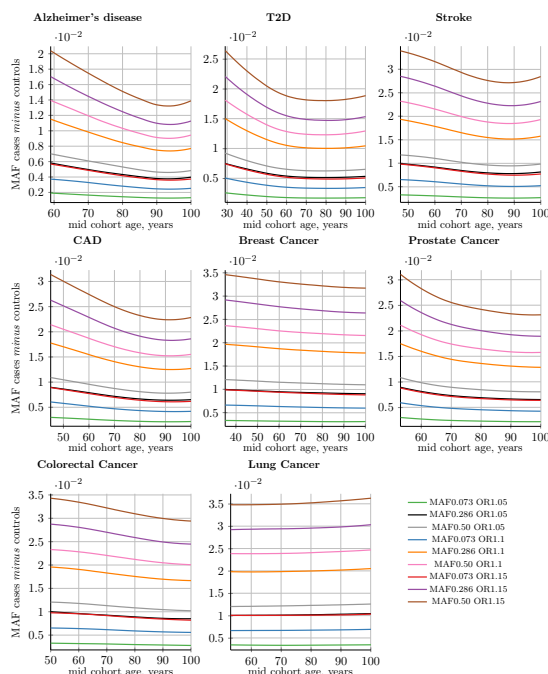 Alzheimer's disease
T2D
Stroke
·10⁻²
·10⁻²
·10⁻²
MAF cases minus controls
2
1.8
1.6
1.4
1.2
1
0.8
0.6
0.4
0.2
2.5
2
1.5
1
0.5
3
2.5
2
1.5
1
0.5
60 70 80 90 100
30 40 50 60 70 80 90 100
50 60 70 80 90 100
mid cohort age, years
mid cohort age, years
mid cohort age, years
CAD
Breast Cancer
Prostate Cancer
·10⁻²
·10⁻²
·10⁻²
MAF cases minus controls
3
2.5
2
1.5
1
0.5
3.5
3
2.5
2
1.5
1
0.5
3
2.5
2
1.5
1
0.5
50 60 70 80 90 100
40 50 60 70 80 90 100
60 70 80 90 100
mid cohort age, years
mid cohort age, years
mid cohort age, years
Colorectal Cancer
Lung Cancer
·10⁻²
·10⁻²
MAF cases minus controls
3.5
3
2.5
2
1.5
1
0.5
3.5
3
2.5
2
1.5
1
0.5
50 60 70 80 90 100
60 70 80 90 100
mid cohort age, years
mid cohort age, years
MAF0.073 OR1.05
MAF0.286 OR1.05
MAF0.50 OR1.05
MAF0.073 OR1.1
MAF0.286 OR1.1
MAF0.50 OR1.1
MAF0.073 OR1.15
MAF0.286 OR1.15
MAF0.50 OR1.15